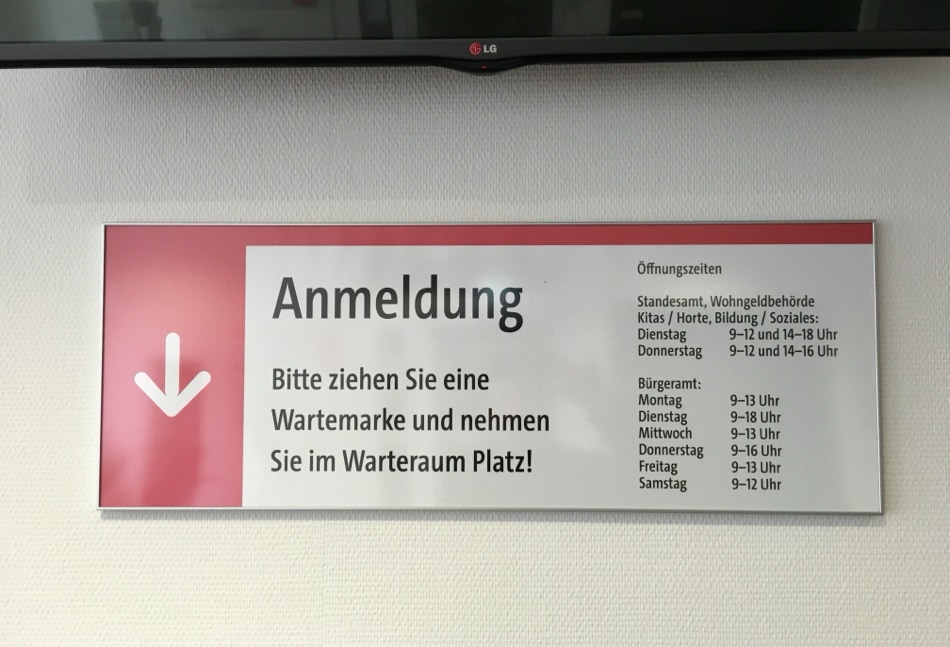 LG
Anmeldung
Bitte ziehen Sie eine
Wartemarke und nehmen
Sie im Warteraum Platz!
Öffnungszeiten
Standesamt, Wohngeldbehörde
Kitas / Horte, Bildung / Soziales:
Dienstag 9–12 und 14–18 Uhr
Donnerstag 9–12 und 14–16 Uhr
Bürgeramt:
Montag 9–13 Uhr
Dienstag 9–18 Uhr
Mittwoch 9–13 Uhr
Donnerstag 9–16 Uhr
Freitag 9–13 Uhr
Samstag 9–12 Uhr